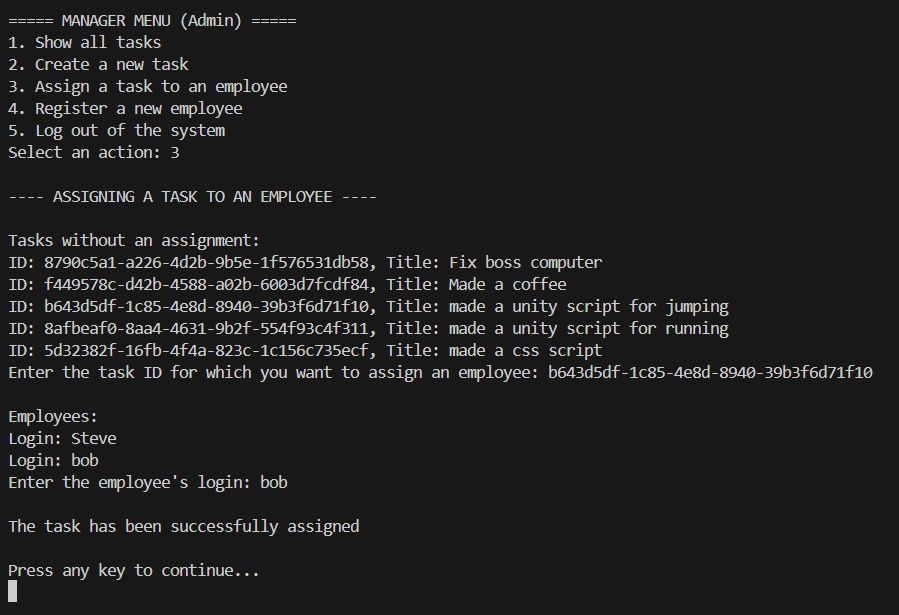 ===== MANAGER MENU (Admin) =====
1. Show all tasks
2. Create a new task
3. Assign a task to an employee
4. Register a new employee
5. Log out of the system
Select an action: 3
---- ASSIGNING A TASK TO AN EMPLOYEE ----
Tasks without an assignment:
ID: 8790c5a1-a226-4d2b-9b5e-1f576531db58, Title: Fix boss computer
ID: f449578c-d42b-4588-a02b-6003d7fcdf84, Title: Made a coffee
ID: b643d5df-1c85-4e8d-8940-39b3f6d71f10, Title: made a unity script for jumping
ID: 8afbeaf0-8aa4-4631-9b2f-554f93c4f311, Title: made a unity script for running
ID: 5d32382f-16fb-4f4a-823c-1c156c735ecf, Title: made a css script
Enter the task ID for which you want to assign an employee: b643d5df-1c85-4e8d-8940-39b3f6d71f10
Employees:
Login: Steve
Login: bob
Enter the employee's login: bob
The task has been successfully assigned
Press any key to continue...